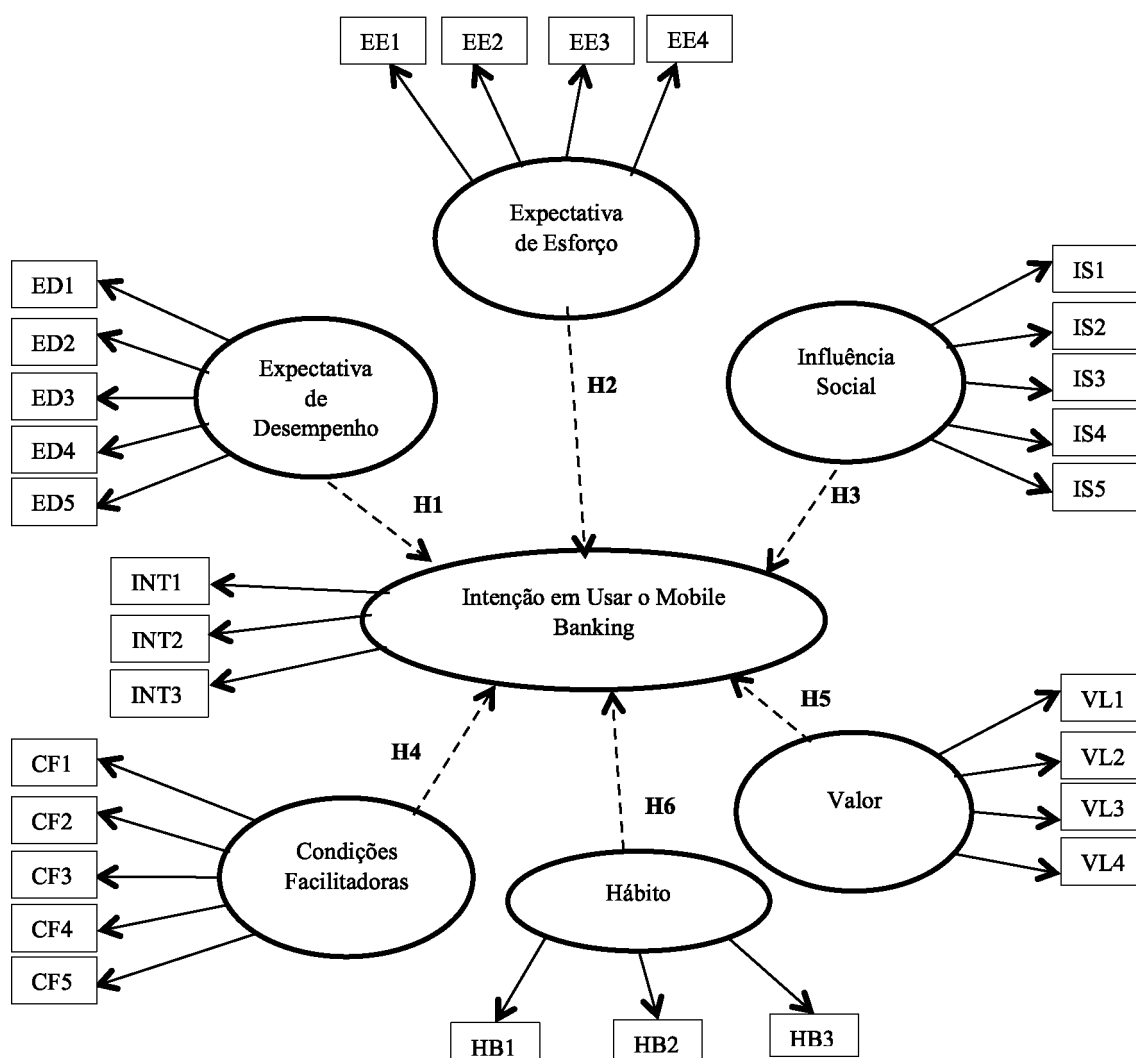 EE1
EE2
EE3
EE4
Expectativa
de Esforço
ED1
ED2
ED3
ED4
ED5
Expectativa
de
Desempenho
Influência
Social
IS1
IS2
IS3
IS4
IS5
H1
H2
H3
INT1
INT2
INT3
Intenção em Usar o Mobile
Banking
H4
H6
H5
CF1
CF2
CF3
CF4
CF5
Condições
Facilitadoras
Hábito
Valor
VL1
VL2
VL3
VL4
HB1
HB2
HB3